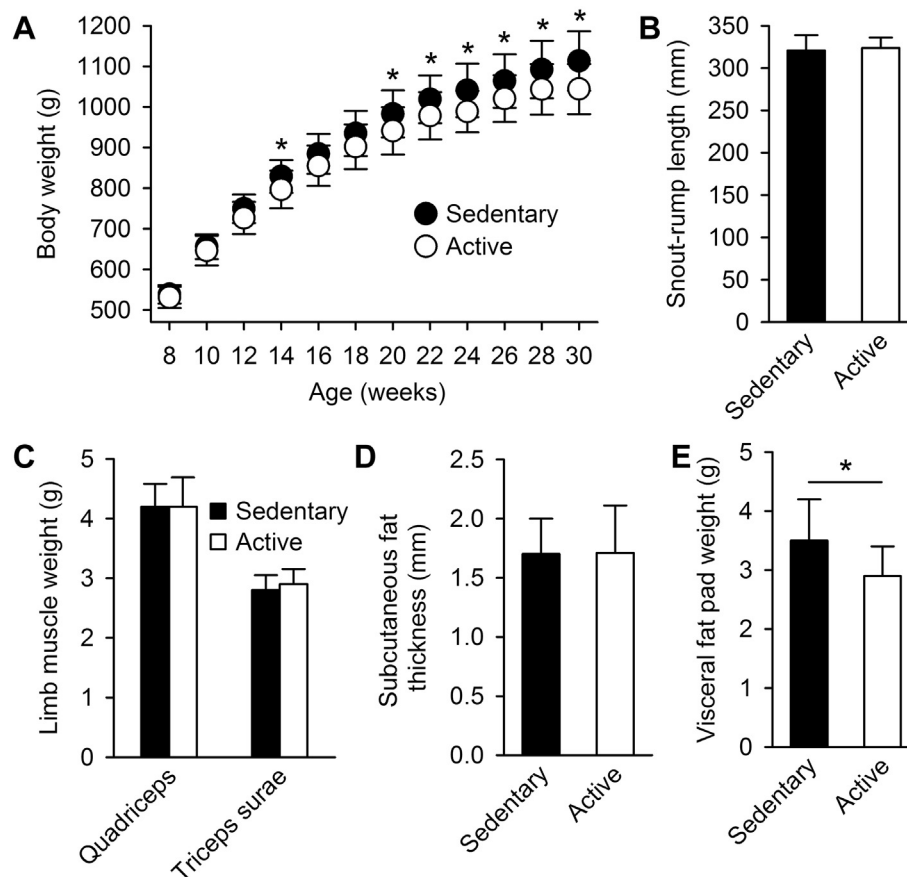 A
Body weight (g)
1200
1100
1000
900
800
700
600
500
* * * * * * *
Sedentary
Active
8 10 12 14 16 18 20 22 24 26 28 30
Age (weeks)
B
Snout-rump length (mm)
350
300
250
200
150
100
50
0
Sedentary
Active
C
Limb muscle weight (g)
5
4
3
2
1
0
Sedentary
Active
Quadriceps
Triceps surae
D
Subcutaneous fat
thickness (mm)
2.5
2.0
1.5
1.0
0.5
0.0
Sedentary
Active
E
Visceral fat pad weight (g)
5
4
3
2
1
0
*
Sedentary
Active